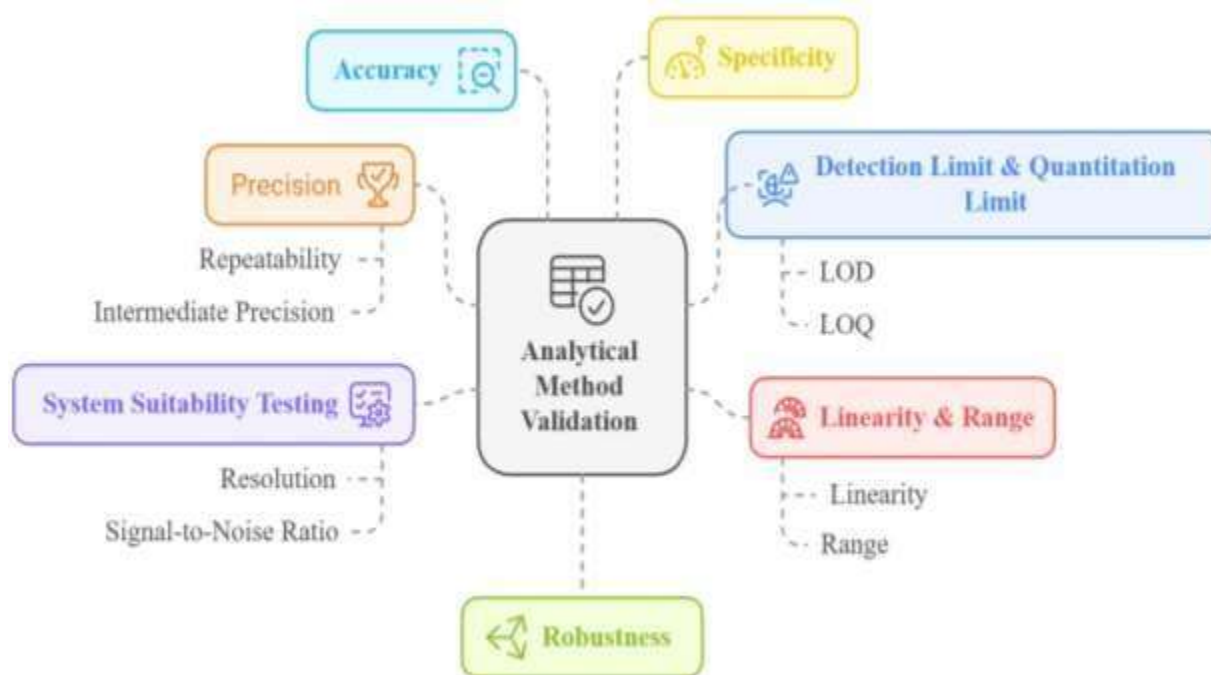 Accuracy
Specificity
Precision
Detection Limit & Quantitation
Limit
Repeatability
Intermediate Precision
LOD
LOQ
Analytical
Method
Validation
System Suitability Testing
Linearity & Range
Resolution
Signal-to-Noise Ratio
Linearity
Range
Robustness